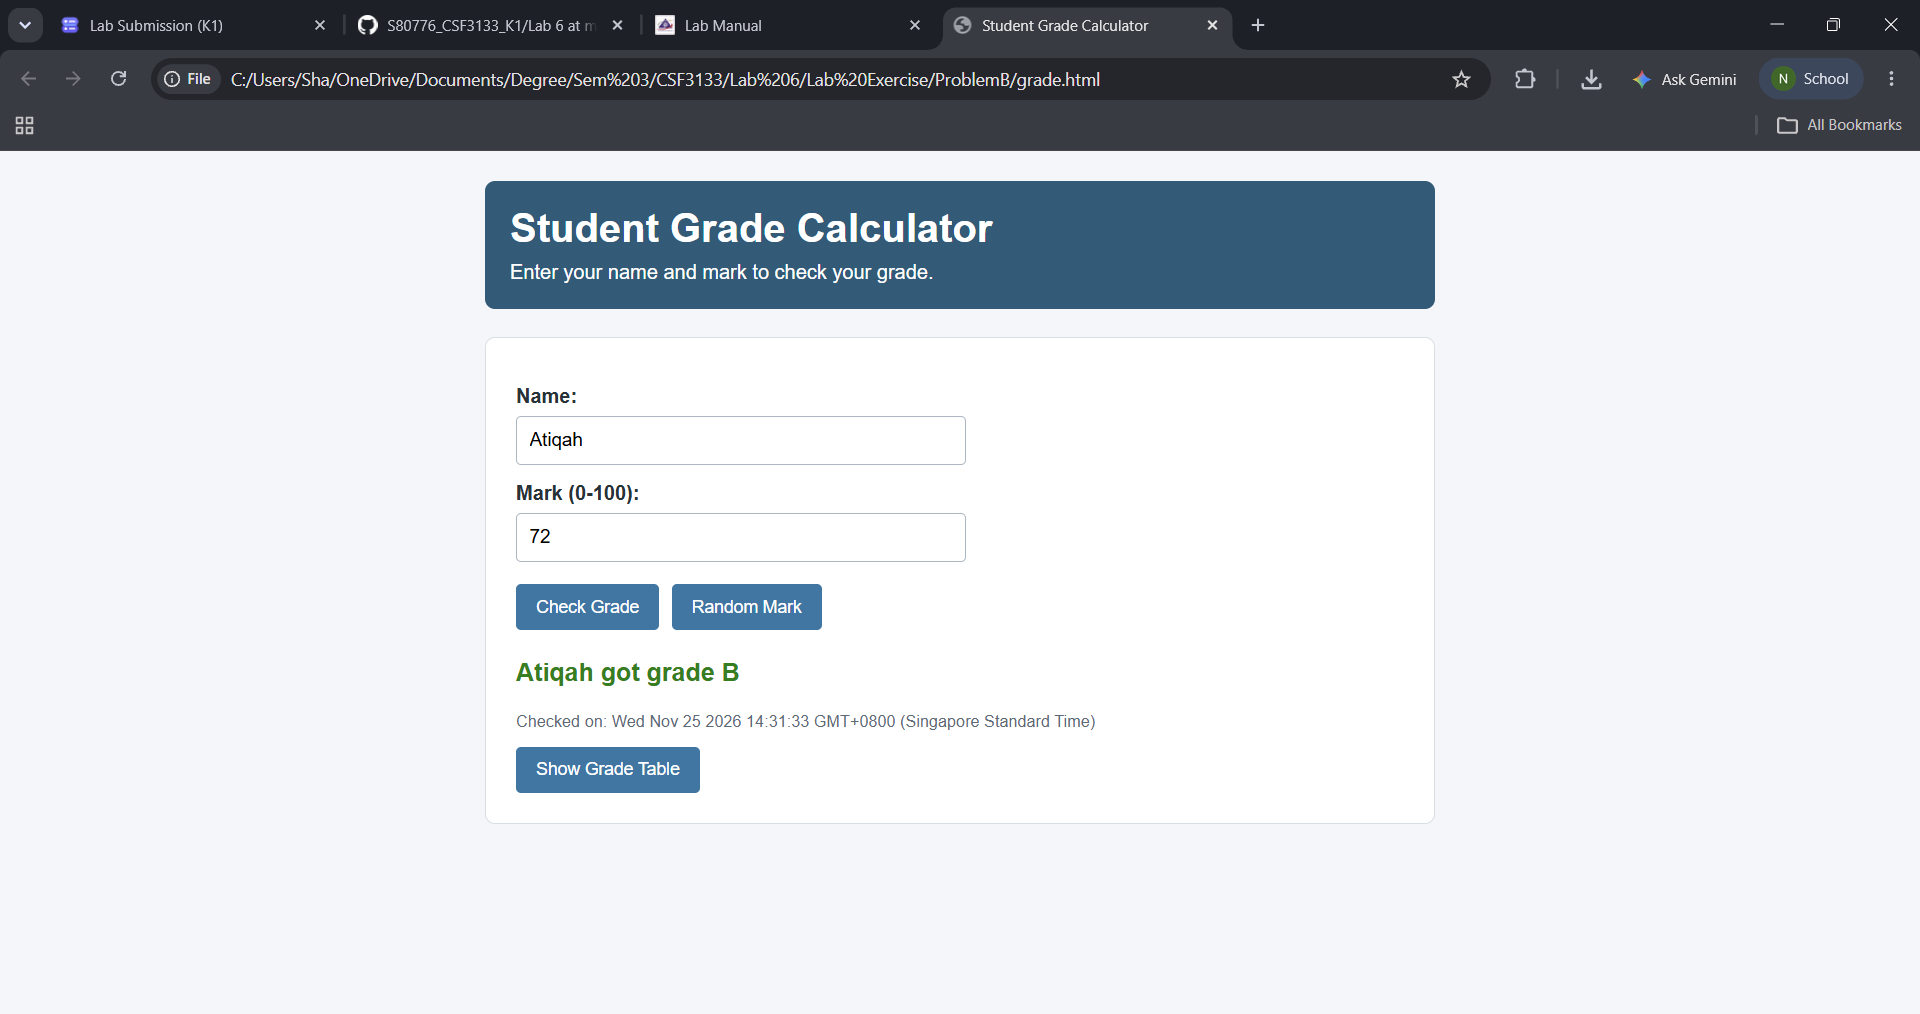 Lab Submission (K1)
S80776_CSF3133_K1/Lab 6 at m
Lab Manual
Student Grade Calculator
File
C:/Users/Sha/OneDrive/Documents/Degree/Sem%203/CSF3133/Lab%206/Lab%20Exercise/ProblemB/grade.html
Ask Gemini
N
School
All Bookmarks
Student Grade Calculator
Enter your name and mark to check your grade.
Name:
Atiqah
Mark (0-100):
72
Check Grade
Random Mark
Atiqah got grade B
Checked on: Wed Nov 25 2026 14:31:33 GMT+0800 (Singapore Standard Time)
Show Grade Table